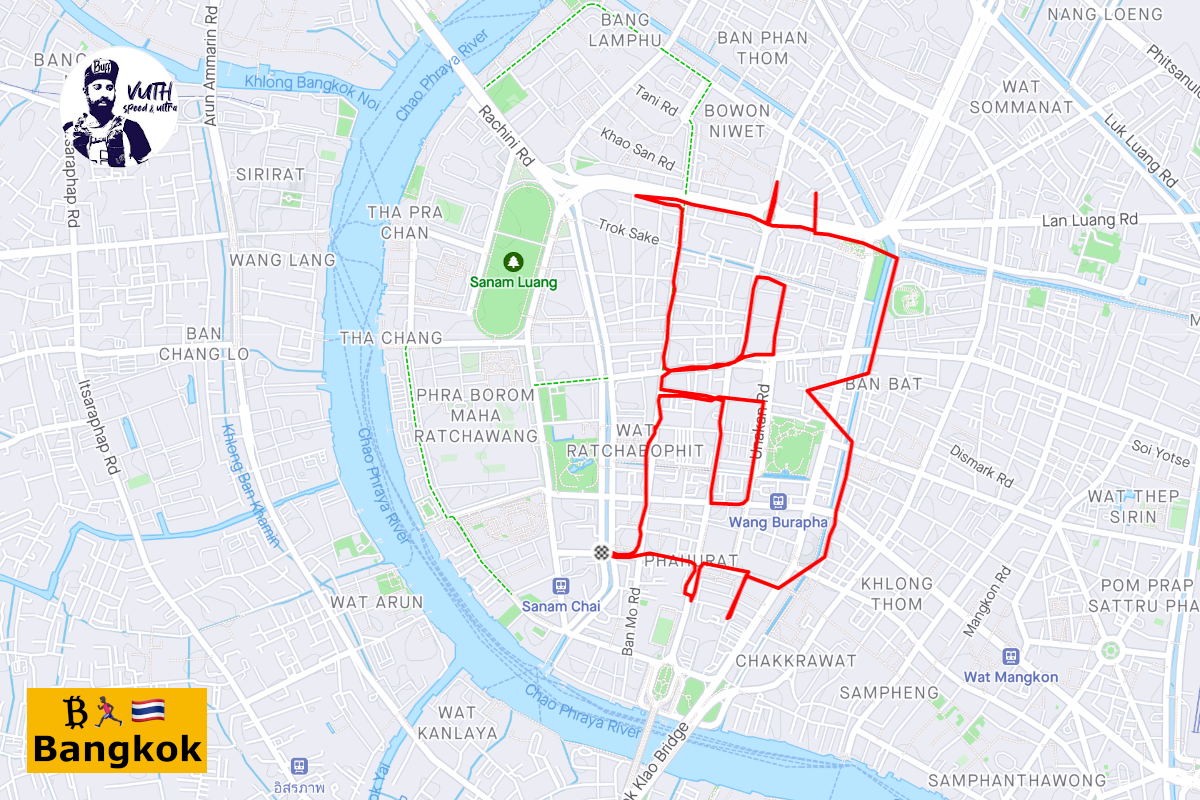 NANG LOENG
BANG
LAMPHU
BAN PHAN
THOM
Phitsanulo
BANG
Arun Ammarin Rd
Khlong Bangkok Noi
Chao Phraya River
Buff
VUTH
speed & ultra
Tani Rd
BOWON
NIWET
WAT
SOMMANAT
Rachini Rd
Khao San Rd
Luk Luang Rd
Itsaraphap Rd
SIRIRAT
THA PRA
CHAN
Trok Sake
Lan Luang Rd
WANG LANG
Sanam Luang
BAN
CHANG LO
THA CHANG
M
Itsaraphap Rd
PHRA BOROM
MAHA
RATCHAWANG
BAN BAT
Unakan Rd
WAT
RATCHABOPHIT
Khlong Ban Khamin
Chao Phraya River
Dismark Rd
Soi Yotse
WAT THEP
SIRIN
Wang Burapha
PHAHURAT
WAT ARUN
Sanam Chai
Ban Mo Rd
KHLONG
THOM
Mangkon Rd
POM PRAP
SATTRU PHA
CHAKKRAWAT
Wat Mangkon
SAMPHENG
Chao Phraya River
WAT
KANLAYA
₿🏃🇹🇭
Bangkok
ok Klao Bridge
ok Yai
อิสรภาพ
SAMPHANTHAWONG